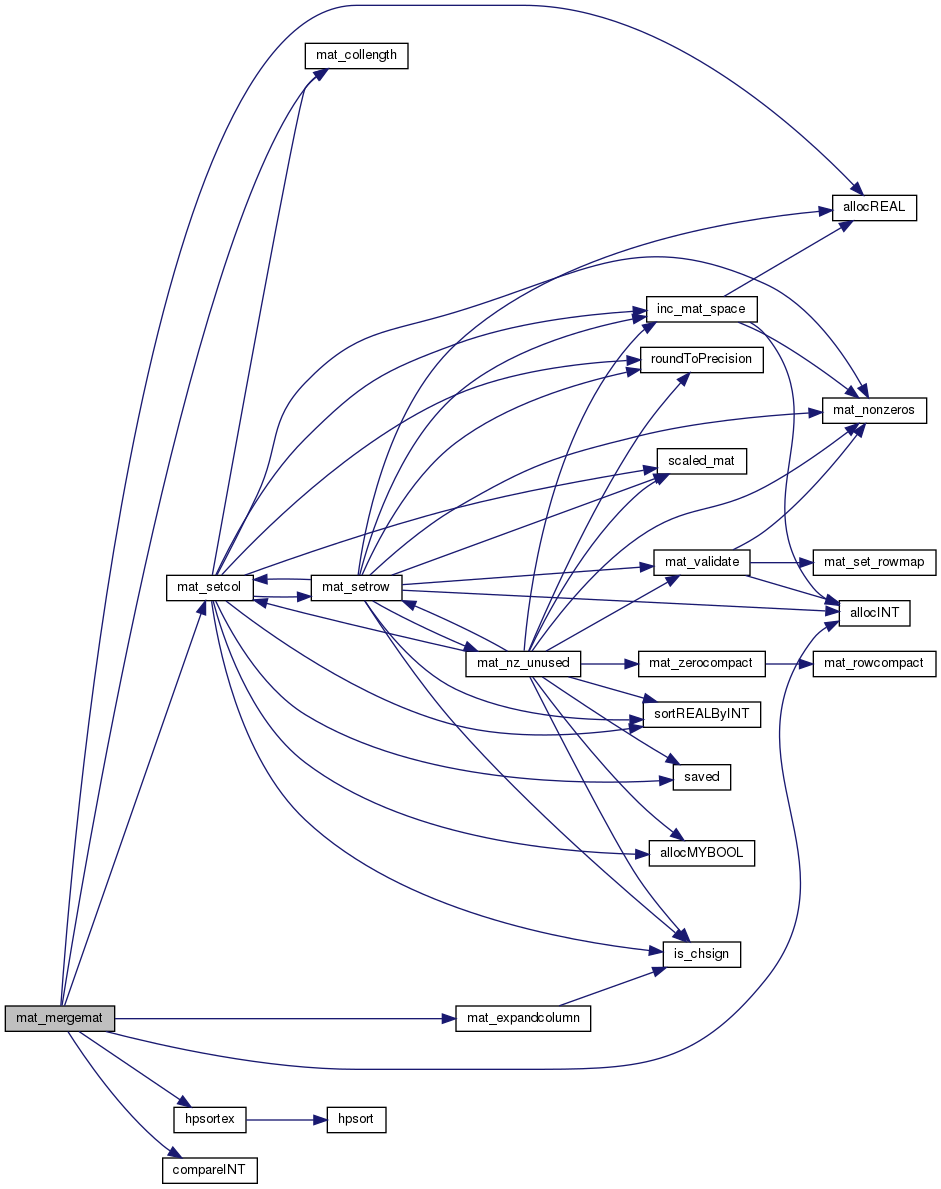 mat_collength
allocREAL
inc_mat_space
roundToPrecision
mat_nonzeros
scaled_mat
mat_validate
mat_set_rowmap
mat_setcol
mat_setrow
allocINT
mat_nz_unused
mat_zerocompact
mat_rowcompact
sortREALByINT
saved
allocMYBOOL
is_chsign
mat_mergemat
mat_expandcolumn
hpsortex
hpsort
compareINT